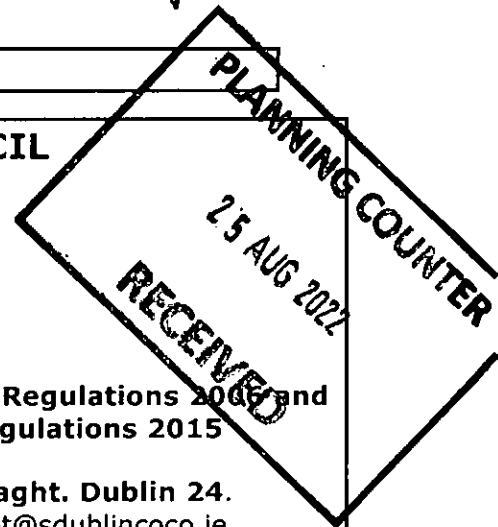 CIL
PLANNING COUNTER
25 AUG 2022
RECEIVED
Regulations 2006 and
gulations 2015
aght. Dublin 24.
t@sdublincoco.ie